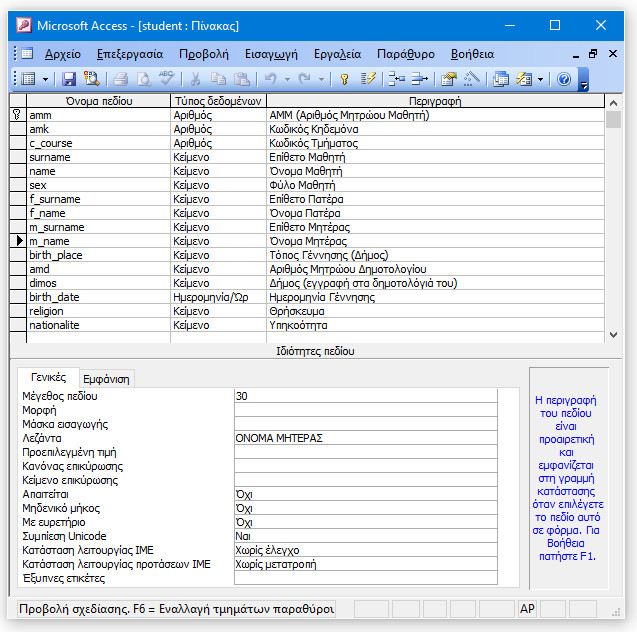 Microsoft Access - [student : Πίνακας]
Αρχείο Επεξεργασία Προβολή Εισαγωγή Εργαλεία Παράθυρο Βοήθεια
Όνομα πεδίου Τύπος δεδομένων Περιγραφή
amm Αριθμός ΑΜΜ (Αριθμός Μητρώου Μαθητή)
amk Αριθμός Κωδικός Κηδεμόνα
c_course Αριθμός Κωδικός Τμήματος
surname Κείμενο Επίθετο Μαθητή
name Κείμενο Όνομα Μαθητή
sex Κείμενο Φύλο Μαθητή
f_surname Κείμενο Επίθετο Πατέρα
f_name Κείμενο Όνομα Πατέρα
m_surname Κείμενο Επίθετο Μητέρας
m_name Κείμενο Όνομα Μητέρας
birth_place Κείμενο Τόπος Γέννησης (Δήμος)
amd Κείμενο Αριθμός Μητρώου Δημοτολογίου
dimos Κείμενο Δήμος (εγγραφή στα δημοτολόγιά του)
birth_date Ημερομηνία/Ώρ Ημερομηνία Γέννησης
religion Κείμενο Θρήσκευμα
nationalite Κείμενο Υπηκοότητα
Ιδιότητες πεδίου
Γενικές Εμφάνιση
Μέγεθος πεδίου 30
Μορφή
Μάσκα εισαγωγής
Λεζάντα ΟΝΟΜΑ ΜΗΤΕΡΑΣ
Προεπιλεγμένη τιμή
Κανόνας επικύρωσης
Κείμενο επικύρωσης
Απαιτείται Όχι
Μηδενικό μήκος Όχι
Με ευρετήριο Όχι
Συμπίεση Unicode Ναι
Κατάσταση λειτουργίας IME Χωρίς έλεγχο
Κατάσταση λειτουργίας προτάσεων IME Χωρίς μετατροπή
Έξυπνες ετικέτες
Η περιγραφή
του πεδίου
είναι
προαιρετική
και
εμφανίζεται
στη γραμμή
κατάστασης
όταν επιλέγετε
το πεδίο αυτό
σε φόρμα. Για
Βοήθεια
πατήστε F1.
Προβολή σχεδίασης. F6 = Εναλλαγή τμημάτων παραθύρου ΑΡ